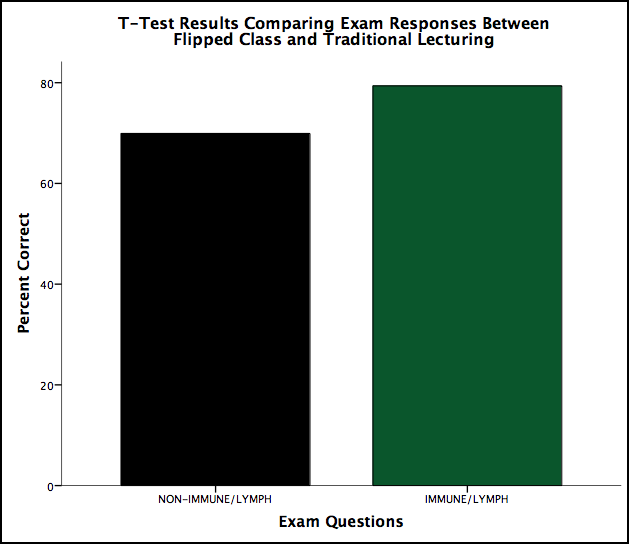 T-Test Results Comparing Exam Responses Between
Flipped Class and Traditional Lecturing
Percent Correct
80
60
40
20
0
NON-IMMUNE/LYMPH
IMMUNE/LYMPH
Exam Questions